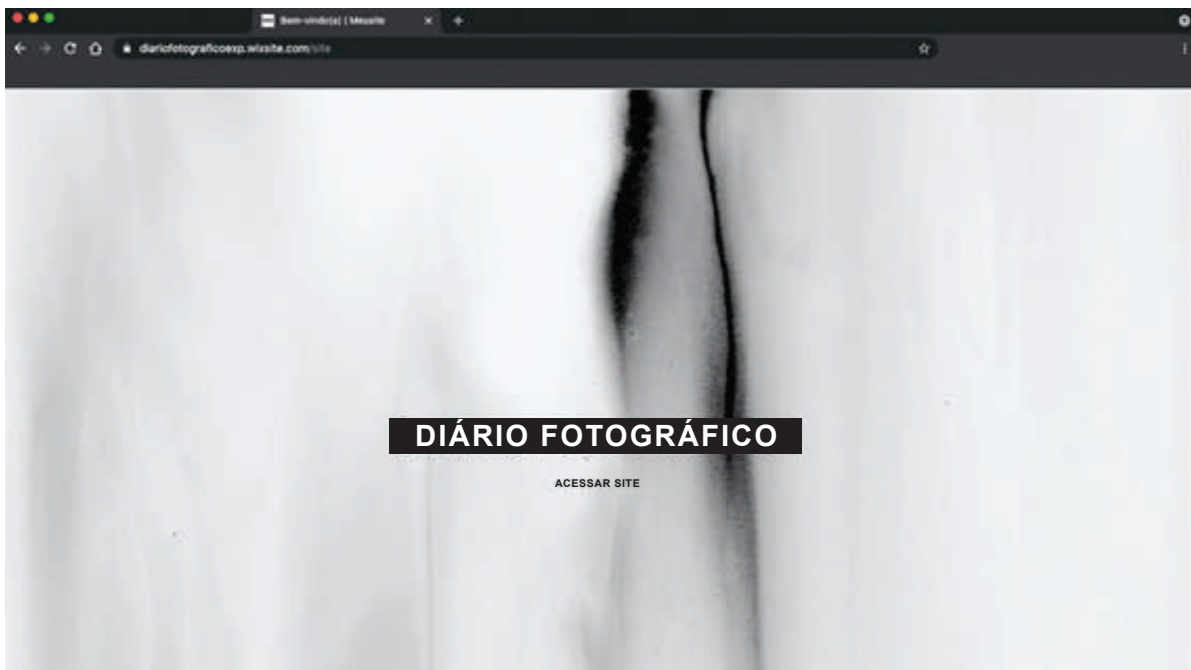 Bem-vindo(a) | Meusite
diariofotograficoexp.wixsite.com/site
DIÁRIO FOTOGRÁFICO
ACESSAR SITE